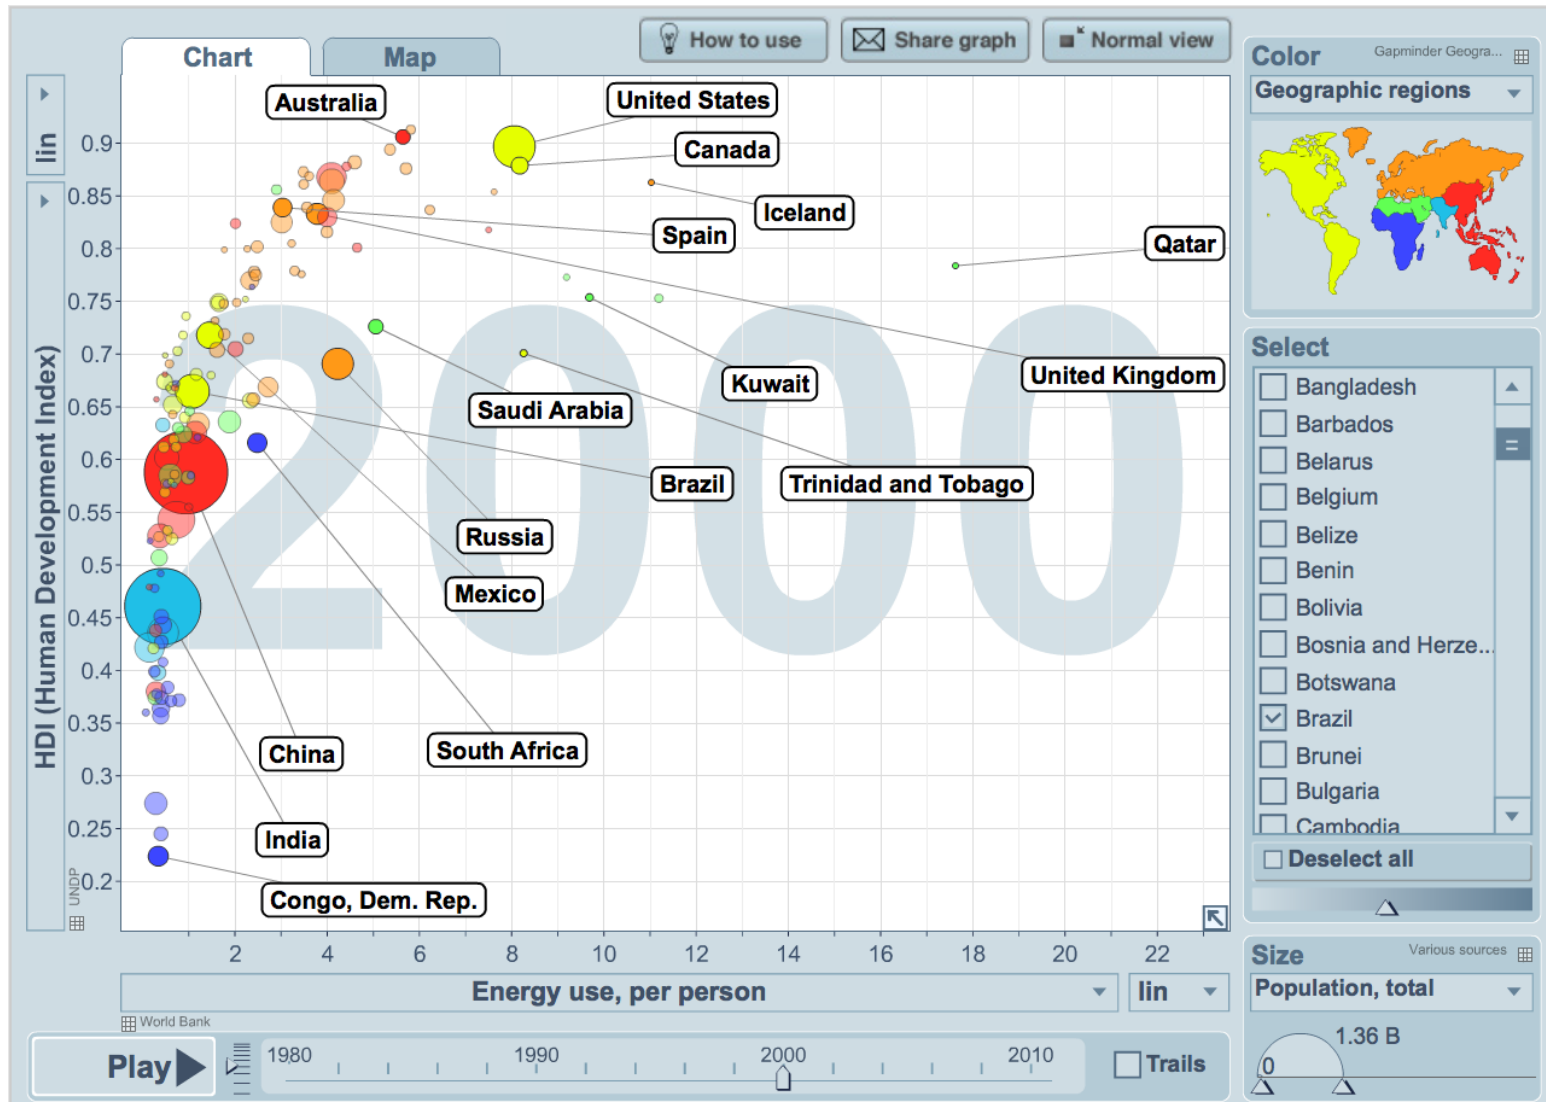 How to use
Share graph
Normal view
Chart
Map
Color
Gapminder Geogra...
Geographic regions
lin
HDI (Human Development Index)
UNDP
0.9
0.85
0.8
0.75
0.7
0.65
0.6
0.55
0.5
0.45
0.4
0.35
0.3
0.25
0.2
2000
Australia
United States
Canada
Iceland
Spain
Qatar
Kuwait
United Kingdom
Saudi Arabia
Brazil
Trinidad and Tobago
Russia
Mexico
China
South Africa
India
Congo, Dem. Rep.
2 4 6 8 10 12 14 16 18 20 22
Energy use, per person
lin
World Bank
Select
Bangladesh
Barbados
Belarus
Belgium
Belize
Benin
Bolivia
Bosnia and Herze...
Botswana
Brazil
Brunei
Bulgaria
Cambodia
Deselect all
Size
Various sources
Population, total
1.36 B
0
Play
1980 1990 2000 2010
Trails